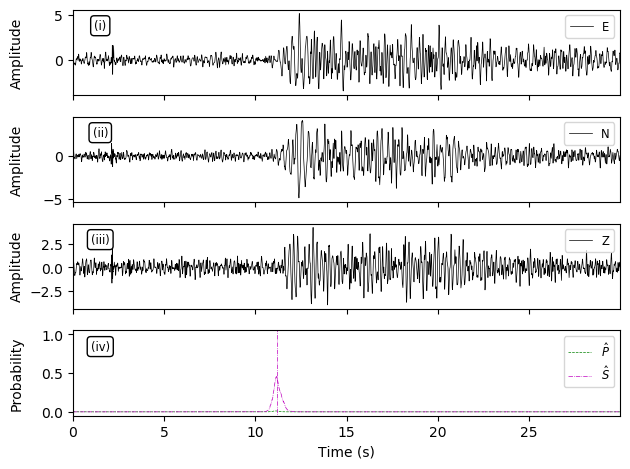 5
0
Amplitude
(i)
E
0
−5
Amplitude
(ii)
N
2.5
0.0
−2.5
Amplitude
(iii)
Z
1.0
0.5
0.0
Probability
(iv)
P̂
Ŝ
0 5 10 15 20 25
Time (s)